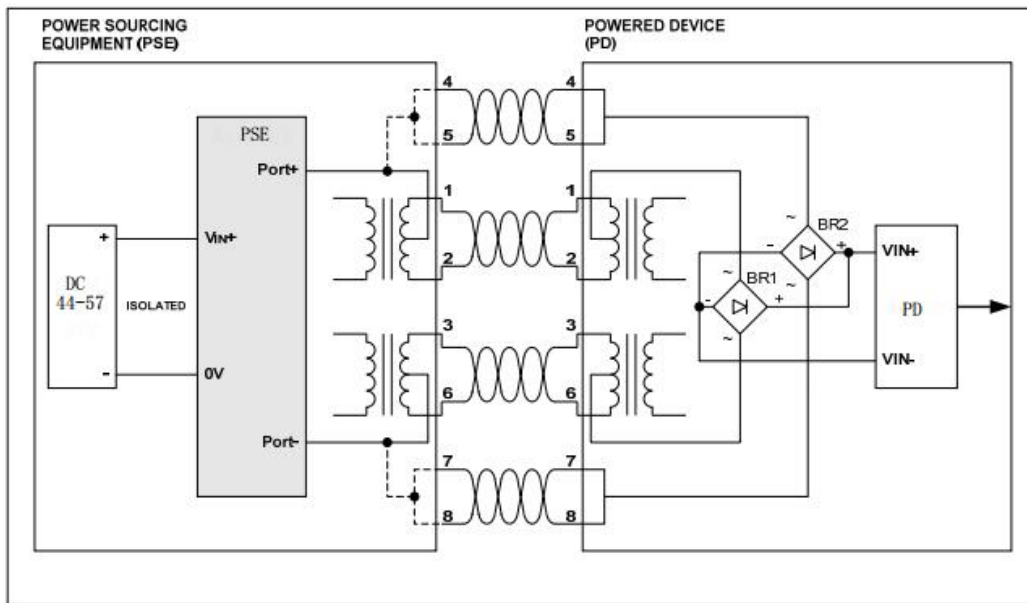 POWER SOURCING
EQUIPMENT (PSE)
POWERED DEVICE
(PD)
4
4
PSE
5
5
Port+
1
1
~
BR2
+
VIN+
-
+
VIN+
2
2
~
~
BR1
DC
44-57
ISOLATED
-
+
PD
3
3
~
-
0V
VIN-
6
6
Port-
7
7
8
8